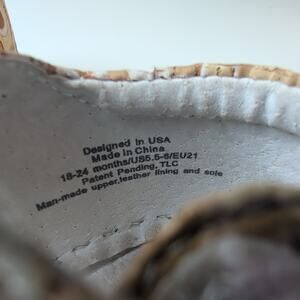 Designed in USA
Made in China
18-24 months/US5.5-6/EU21
Patent Pending, TLC
Man-made upper,leather lining and sole